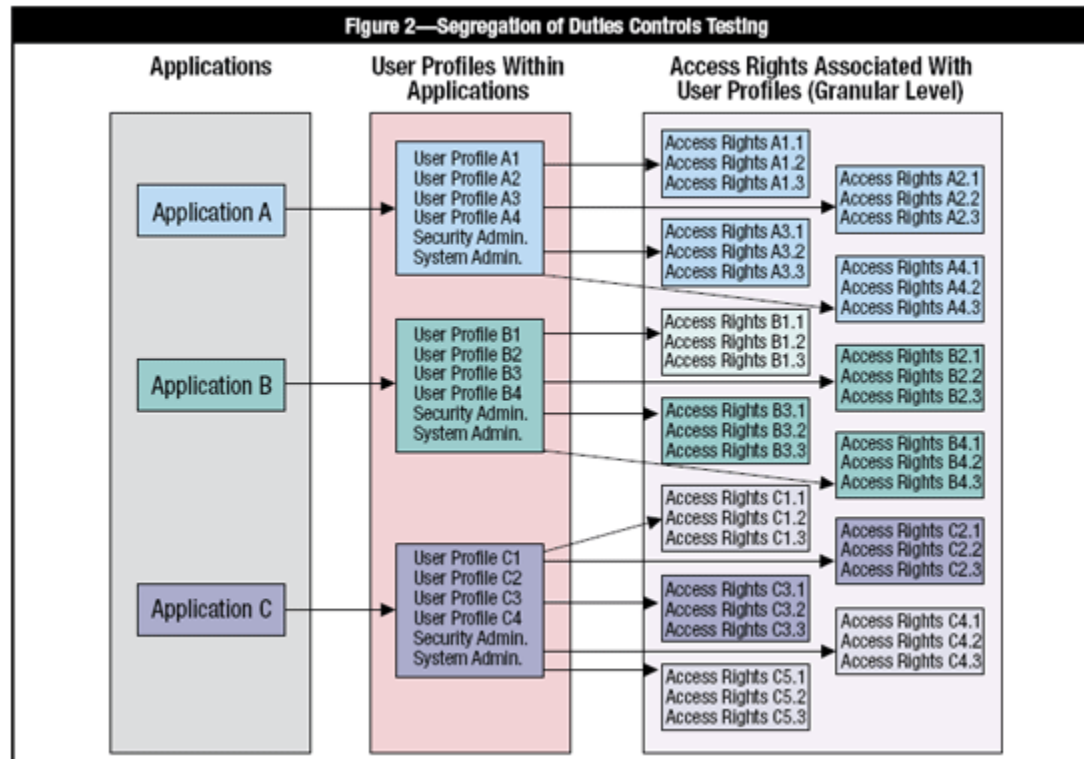 Figure 2—Segregation of Duties Controls Testing
Applications
User Profiles Within
Applications
Access Rights Associated With
User Profiles (Granular Level)
Application A
User Profile A1
User Profile A2
User Profile A3
User Profile A4
Security Admin.
System Admin.
Access Rights A1.1
Access Rights A1.2
Access Rights A1.3
Access Rights A2.1
Access Rights A2.2
Access Rights A2.3
Access Rights A3.1
Access Rights A3.2
Access Rights A3.3
Access Rights A4.1
Access Rights A4.2
Access Rights A4.3
Application B
User Profile B1
User Profile B2
User Profile B3
User Profile B4
Security Admin.
System Admin.
Access Rights B1.1
Access Rights B1.2
Access Rights B1.3
Access Rights B2.1
Access Rights B2.2
Access Rights B2.3
Access Rights B3.1
Access Rights B3.2
Access Rights B3.3
Access Rights B4.1
Access Rights B4.2
Access Rights B4.3
Application C
User Profile C1
User Profile C2
User Profile C3
User Profile C4
Security Admin.
System Admin.
Access Rights C1.1
Access Rights C1.2
Access Rights C1.3
Access Rights C2.1
Access Rights C2.2
Access Rights C2.3
Access Rights C3.1
Access Rights C3.2
Access Rights C3.3
Access Rights C4.1
Access Rights C4.2
Access Rights C4.3
Access Rights C5.1
Access Rights C5.2
Access Rights C5.3